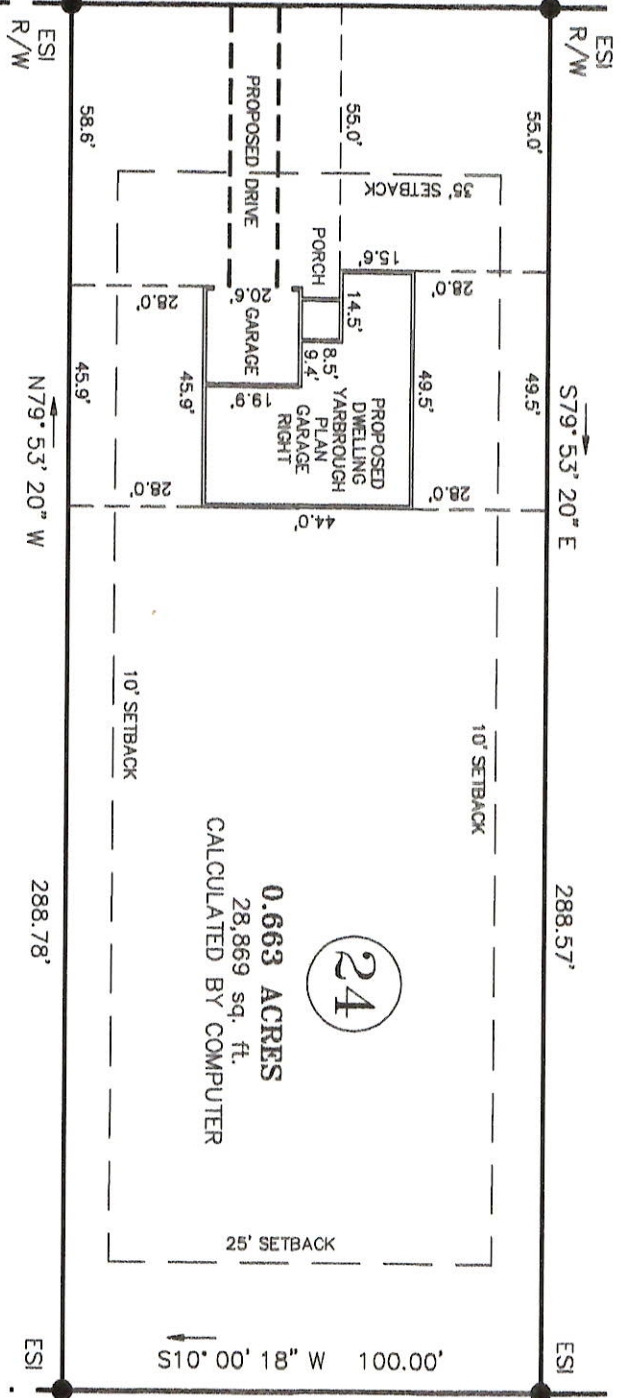 ESI
R/W
ESI
R/W
S79° 53' 20" E
288.57'
55.0'
49.5'
55.0'
35' SETBACK
28.0'
28.0'
10' SETBACK
15.6'
49.5'
14.5'
PROPOSED
DWELLING
YARBROUGH
PLAN
GARAGE
RIGHT
8.5'
9.4'
PORCH
44.0'
PROPOSED DRIVE
20.6'
GARAGE
19.9'
45.9'
28.0'
28.0'
58.6'
45.9'
10' SETBACK
24
0.663 ACRES
28,869 sq. ft.
CALCULATED BY COMPUTER
25' SETBACK
N79° 53' 20" W
288.78'
S10° 00' 18" W 100.00'
ESI
ESI